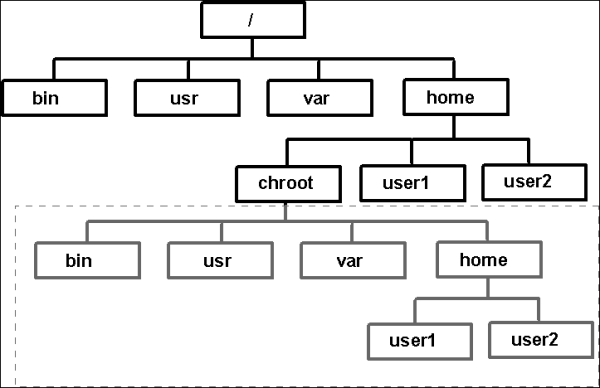 /
bin usr var home
chroot user1 user2
bin usr var home
user1 user2